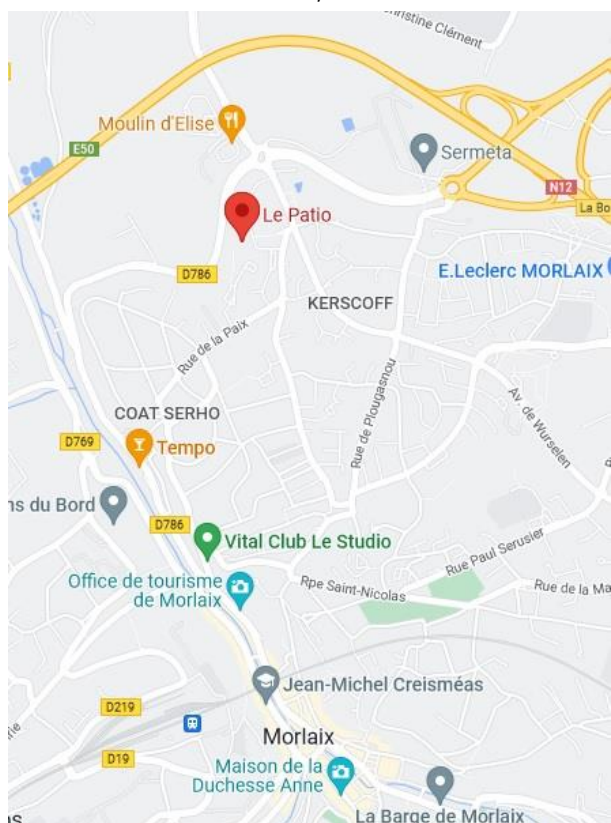 christine Clément
Moulin d'Elise
E50
Sermeta
N12
La Bo
Le Patio
D786
E.Leclerc MORLAIX
KERSCOFF
Rue de la Paix
Rue de Plougasnou
Av. de Wurselen
COAT SERHO
D769
Tempo
ns du Bord
D786
Vital Club Le Studio
Rue Paul Serusier
Office de tourisme
de Morlaix
Rpe Saint-Nicolas
Rue de la Ma
Jean-Michel Creisméas
D219
Morlaix
D19
Maison de la
Duchesse Anne
La Barge de Morlaix